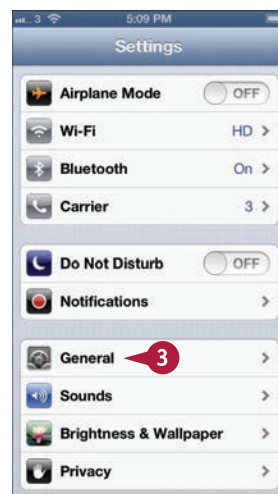 3 5:09 PM
Settings
Airplane Mode OFF
Wi-Fi HD
Bluetooth On
Carrier 3
Do Not Disturb OFF
Notifications
General 3
Sounds
Brightness & Wallpaper
Privacy